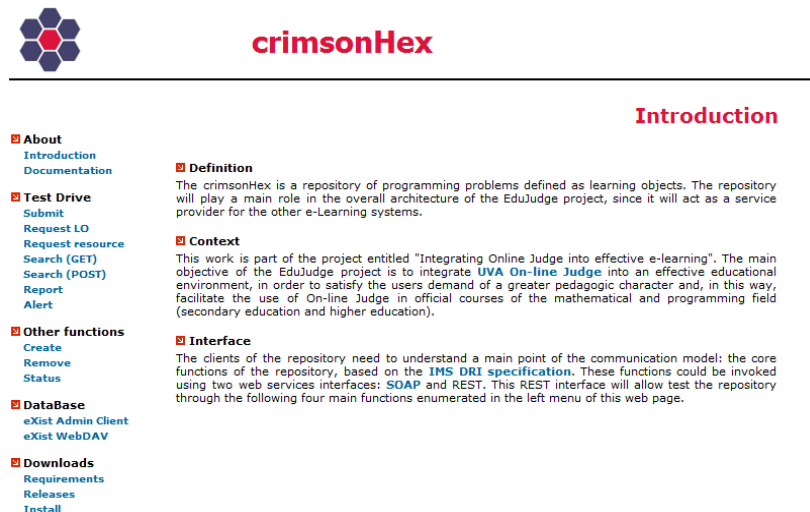 crimsonHex
Introduction
About
Introduction
Documentation
Test Drive
Submit
Request LO
Request resource
Search (GET)
Search (POST)
Report
Alert
Other functions
Create
Remove
Status
DataBase
eXist Admin Client
eXist WebDAV
Downloads
Requirements
Releases
Install
Definition
The crimsonHex is a repository of programming problems defined as learning objects. The repository
will play a main role in the overall architecture of the EduJudge project, since it will act as a service
provider for the other e-Learning systems.
Context
This work is part of the project entitled "Integrating Online Judge into effective e-learning". The main
objective of the EduJudge project is to integrate UVA On-line Judge into an effective educational
environment, in order to satisfy the users demand of a greater pedagogic character and, in this way,
facilitate the use of On-line Judge in official courses of the mathematical and programming field
(secondary education and higher education).
Interface
The clients of the repository need to understand a main point of the communication model: the core
functions of the repository, based on the IMS DRI specification. These functions could be invoked
using two web services interfaces: SOAP and REST. This REST interface will allow test the repository
through the following four main functions enumerated in the left menu of this web page.